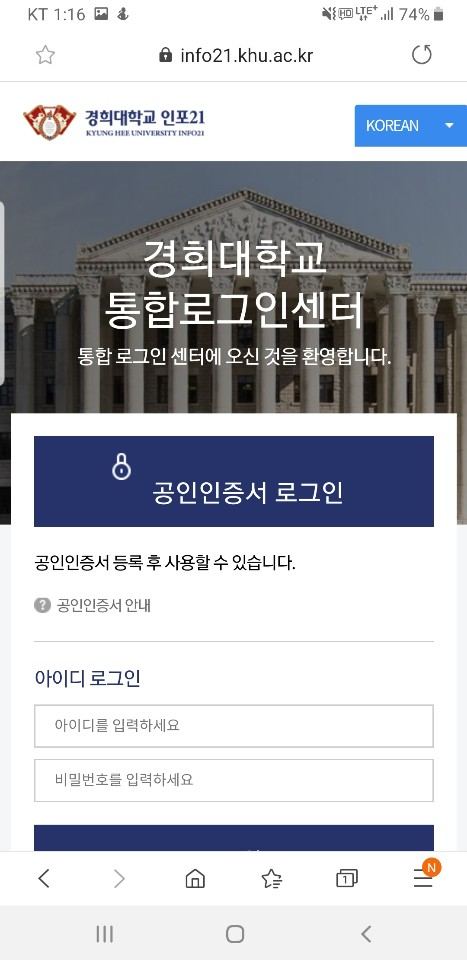 KT 1:16 LTE+ 74%
info21.khu.ac.kr
경희대학교 인포21
KYUNG HEE UNIVERSITY INFO21
KOREAN
경희대학교
통합로그인센터
통합 로그인 센터에 오신 것을 환영합니다.
공인인증서 로그인
공인인증서 등록 후 사용할 수 있습니다.
? 공인인증서 안내
아이디 로그인
아이디를 입력하세요
비밀번호를 입력하세요
1
N